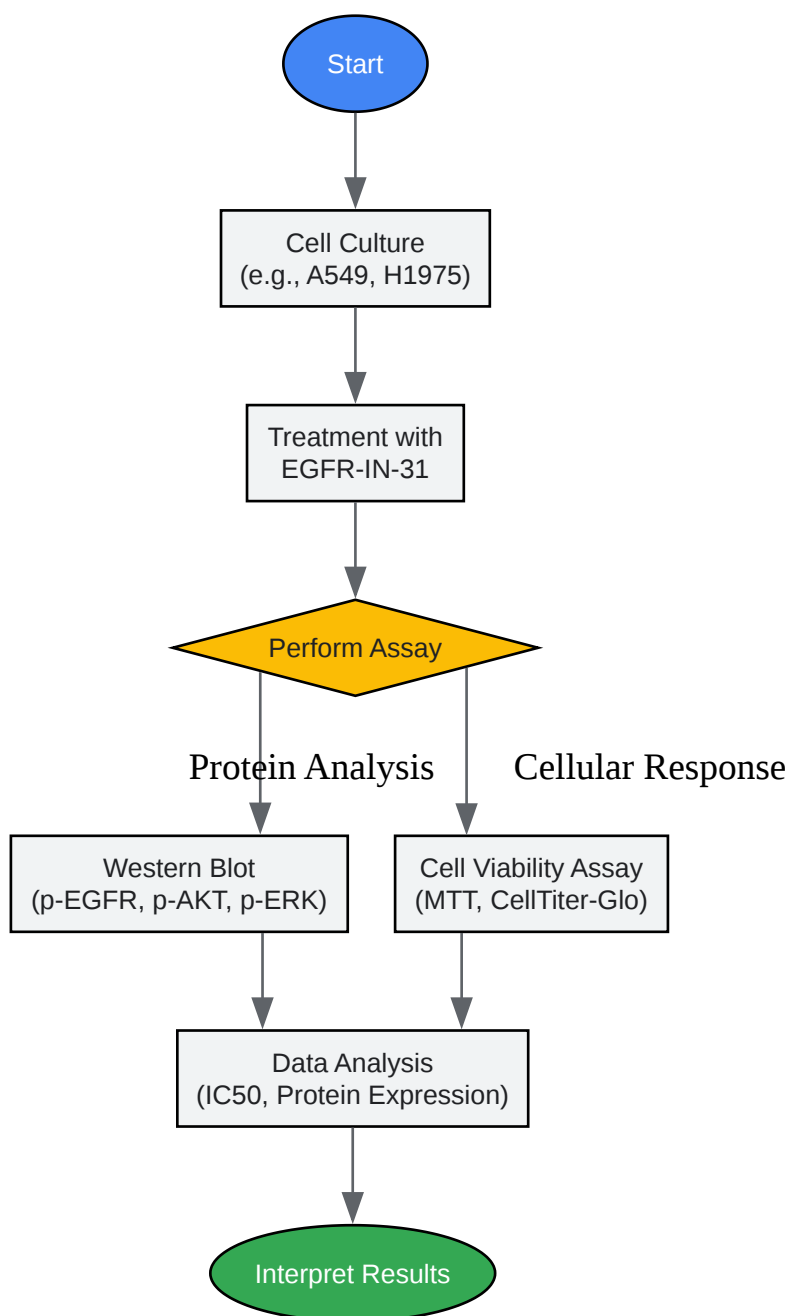 Start
Cell Culture
(e.g., A549, H1975)
Treatment with
EGFR-IN-31
Perform Assay
Protein Analysis
Cellular Response
Western Blot
(p-EGFR, p-AKT, p-ERK)
Cell Viability Assay
(MTT, CellTiter-Glo)
Data Analysis
(IC50, Protein Expression)
Interpret Results